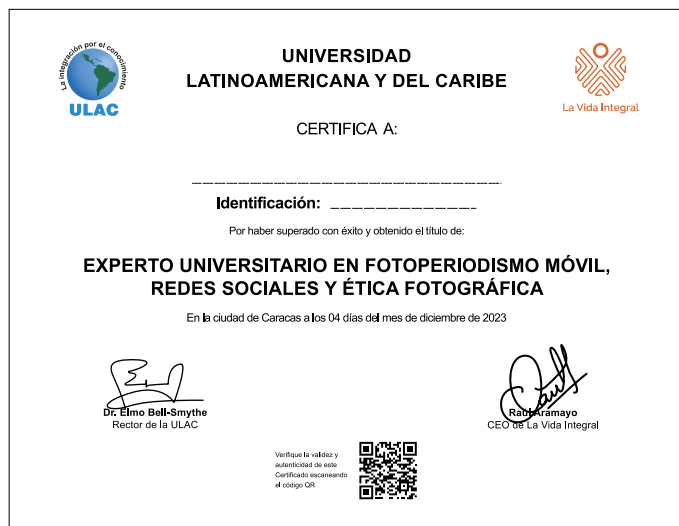 La integración por el conocimiento
ULAC
UNIVERSIDAD
LATINOAMERICANA Y DEL CARIBE
La Vida Integral
CERTIFICA A:
Identificación:
Por haber superado con éxito y obtenido el título de:
EXPERTO UNIVERSITARIO EN FOTOPERIODISMO MÓVIL,
REDES SOCIALES Y ÉTICA FOTOGRÁFICA
En la ciudad de Caracas a los 04 días del mes de diciembre de 2023
Dr. Elmo Bell-Smythe
Rector de la ULAC
Raúl Aramayo
CEO de La Vida Integral
Verifique la validez y
autenticidad de este
Certificado escaneando
el código QR